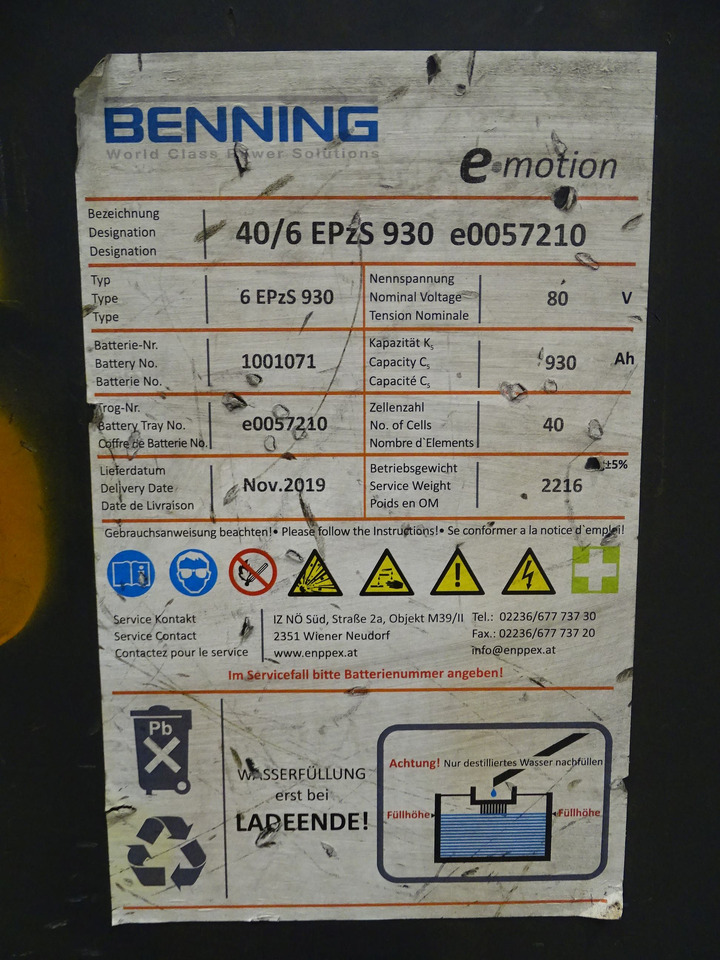 BENNING
World Class Power Solutions
e·motion
Bezeichnung
Designation
Designation
40/6 EPzS 930 e0057210
Typ
Type
Type
6 EPzS 930
Nennspannung
Nominal Voltage
Tension Nominale
80 V
Batterie-Nr.
Battery No.
Batterie No.
1001071
Kapazität K5
Capacity C5
Capacité C5
930 Ah
Trog-Nr.
Battery Tray No.
Coffre de Batterie No.
e0057210
Zellenzahl
No. of Cells
Nombre d`Elements
40
Lieferdatum
Delivery Date
Date de Livraison
Nov.2019
Betriebsgewicht
Service Weight
Poids en OM
2216
±5%
Gebrauchsanweisung beachten!• Please follow the Instructions!• Se conformer a la notice d`emploi!
Service Kontakt
Service Contact
Contactez pour le service
IZ NÖ Süd, Straße 2a, Objekt M39/II
2351 Wiener Neudorf
www.enppex.at
Tel.: 02236/677 737 30
Fax.: 02236/677 737 20
info@enppex.at
Im Servicefall bitte Batterienummer angeben!
Pb
WASSERFÜLLUNG
erst bei
LADEENDE!
Achtung! Nur destilliertes Wasser nachfüllen
Füllhöhe
Füllhöhe